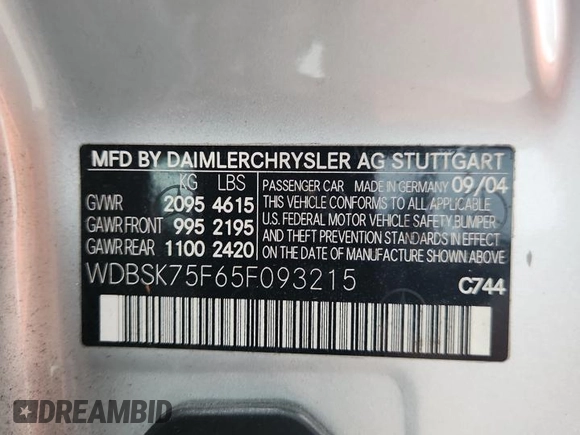 MFD BY DAIMLERCHRYSLER AG STUTTGART
KG LBS
GVWR 2095 4615
GAWR FRONT 995 2195
GAWR REAR 1100 2420
PASSENGER CAR MADE IN GERMANY 09/04
THIS VEHICLE CONFORMS TO ALL APPLICABLE
U.S. FEDERAL MOTOR VEHICLE SAFETY, BUMPER
AND THEFT PREVENTION STANDARDS IN EFFECT
ON THE DATE OF MANUFACTURE SHOWN ABOVE
WDBSK75F65F093215
C744
DREAMBID